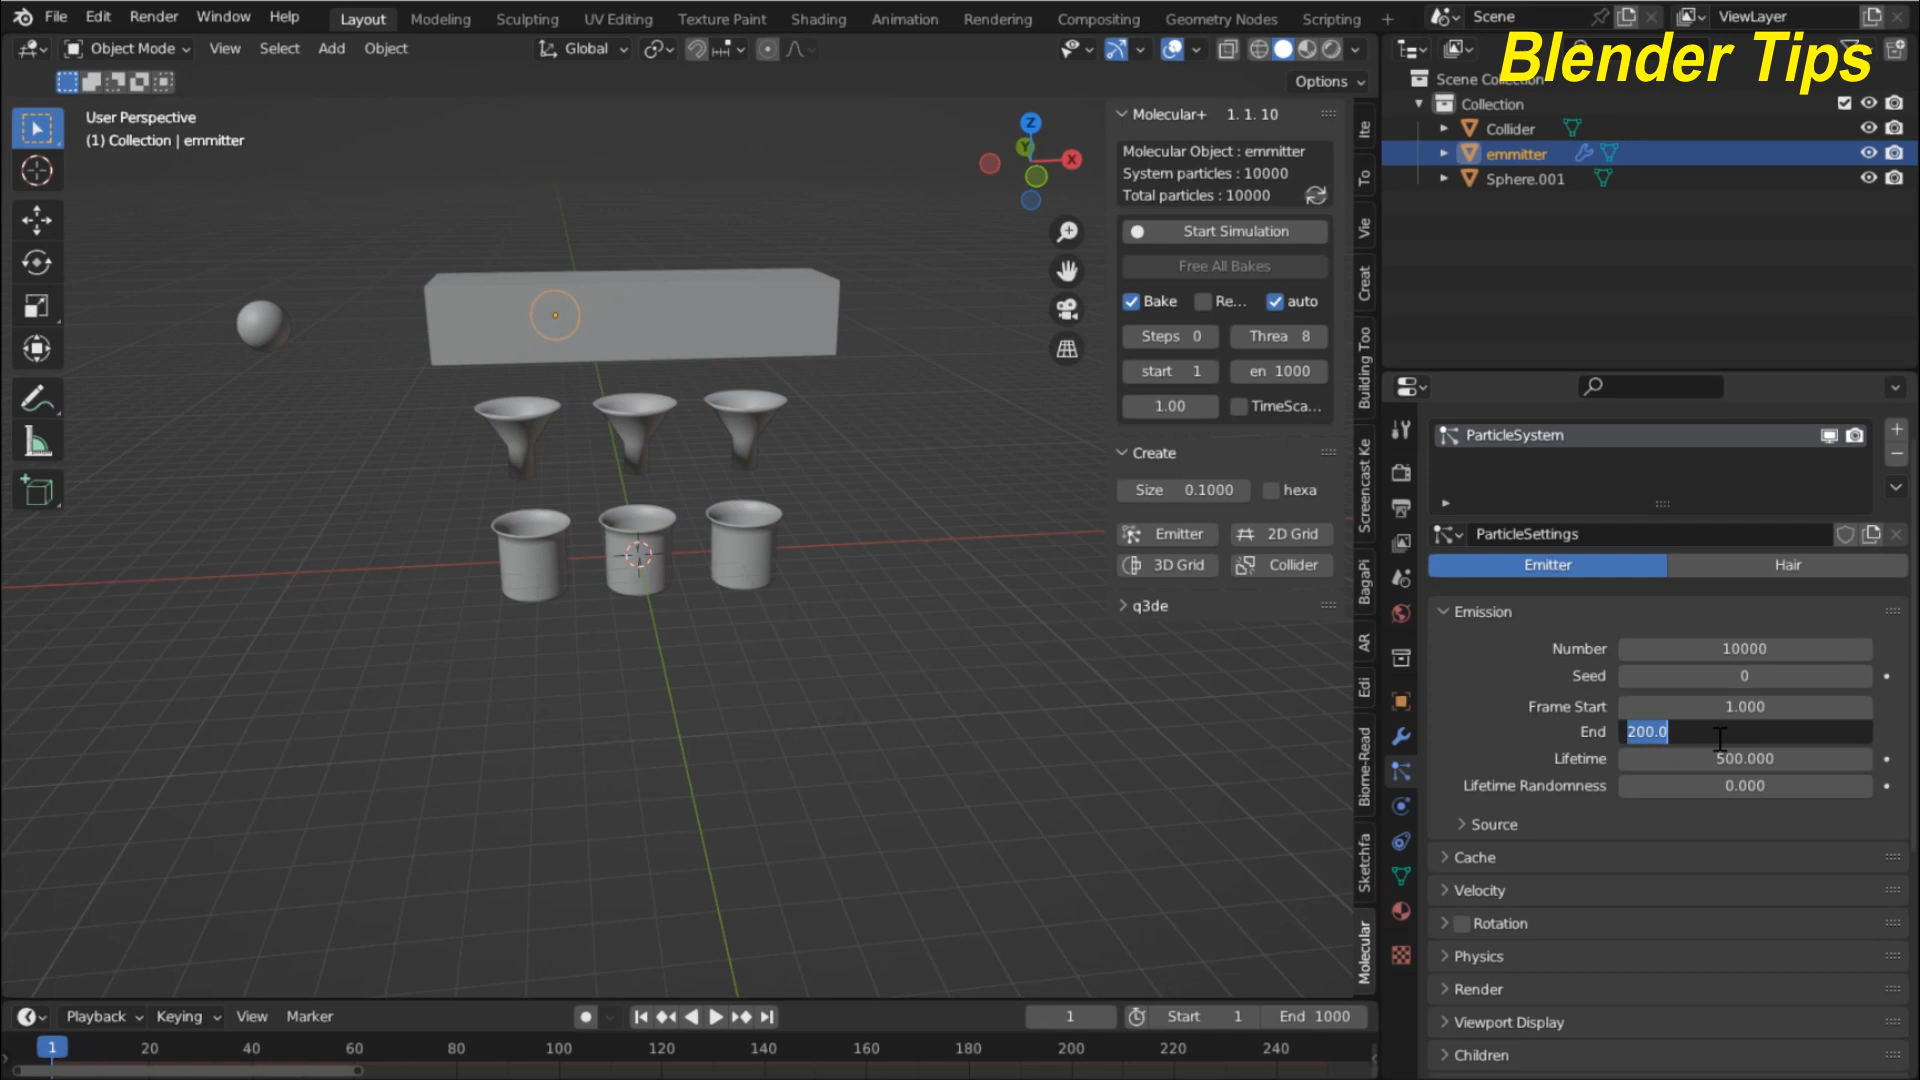 File Edit Render Window Help Layout Modeling Sculpting UV Editing Texture Paint Shading Animation Rendering Compositing Geometry Nodes Scripting + Scene ViewLayer
Object Mode View Select Add Object Global
Blender Tips
Options
Scene Collection
Collection
Collider
emmitter
Sphere.001
User Perspective
(1) Collection | emmitter
Z
Y
X
Molecular+ 1. 1. 10
Molecular Object : emmitter
System particles : 10000
Total particles : 10000
Start Simulation
Free All Bakes
Bake Re... auto
Steps 0 Threa 8
start 1 en 1000
1.00 TimeSca...
Create
Size 0.1000 hexa
Emitter 2D Grid
3D Grid Collider
q3de
Ite
To
Vie
Creat
Building Too
Screencast Ke
BagaPi
AR
Edi
Biome-Read
Sketchfa
Molecular
ParticleSystem
ParticleSettings
Emitter Hair
Emission
Number 10000
Seed 0
Frame Start 1.000
End 200.0
Lifetime 500.000
Lifetime Randomness 0.000
Source
Cache
Velocity
Rotation
Physics
Render
Viewport Display
Children
Playback Keying View Marker 1 Start 1 End 1000
1 20 40 60 80 100 120 140 160 180 200 220 240